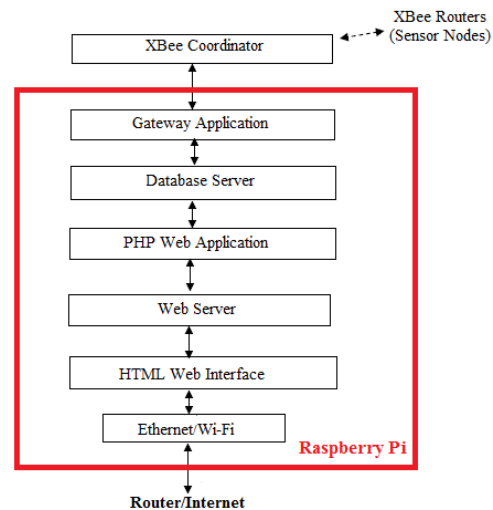 XBee Routers
(Sensor Nodes)
XBee Coordinator
Gateway Application
Database Server
PHP Web Application
Web Server
HTML Web Interface
Ethernet/Wi-Fi
Raspberry Pi
Router/Internet